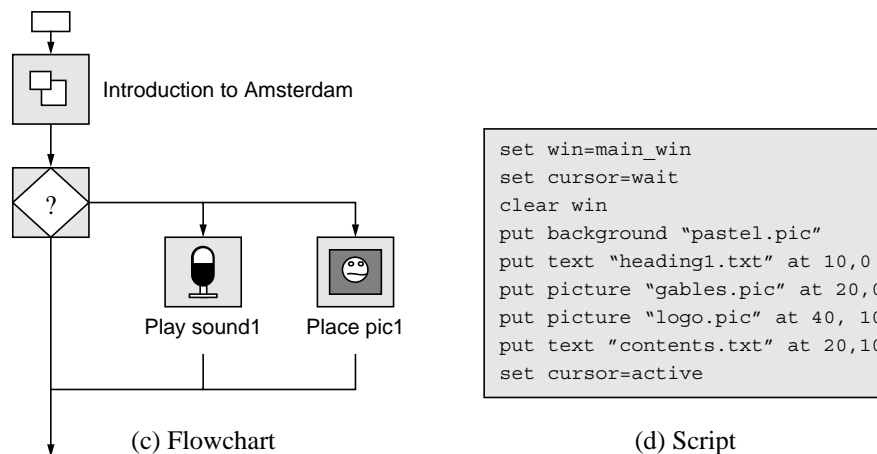 Introduction to Amsterdam
?
Play sound1
Place pic1
(c) Flowchart
set win=main_win
set cursor=wait
clear win
put background “pastel.pic”
put text “heading1.txt” at 10,0
put picture “gables.pic” at 20,0
put picture “logo.pic” at 40, 10
put text ”contents.txt” at 20,10
set cursor=active
(d) Script